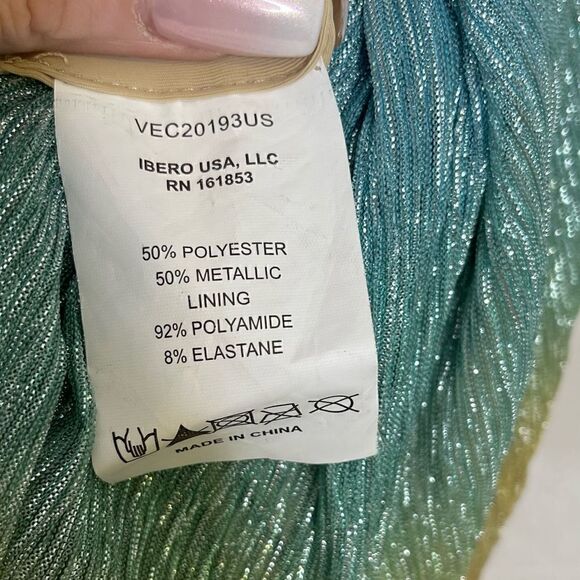 VEC20193US
IBERO USA, LLC
RN 161853
50% POLYESTER
50% METALLIC
LINING
92% POLYAMIDE
8% ELASTANE
MADE IN CHINA